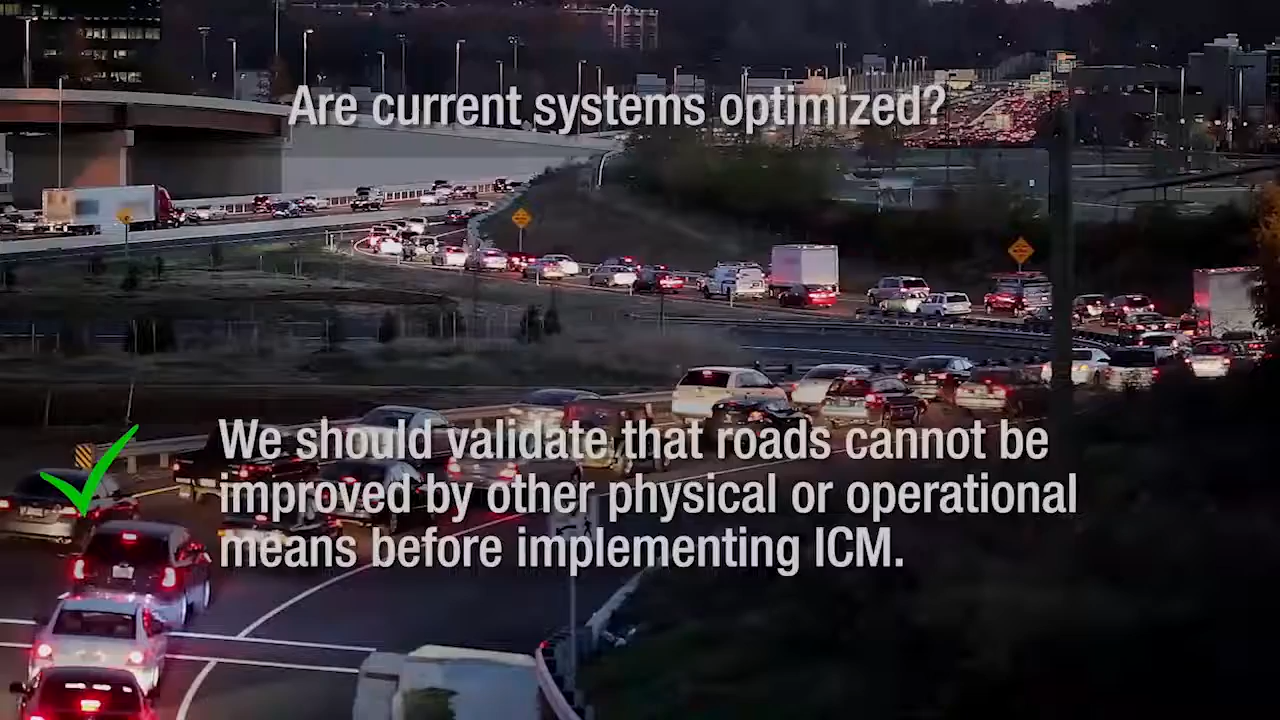 Are current systems optimized?
We should validate that roads cannot be
improved by other physical or operational
means before implementing ICM.